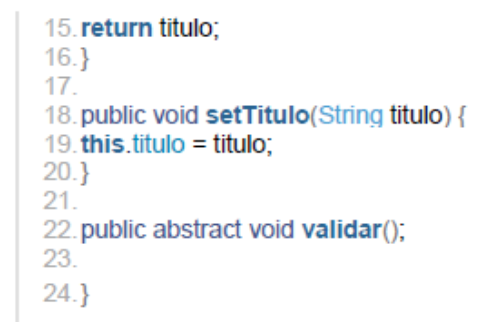 15. return titulo;
16. }
17.
18. public void setTitulo(String titulo) {
19. this.titulo = titulo;
20. }
21.
22. public abstract void validar();
23.
24. }